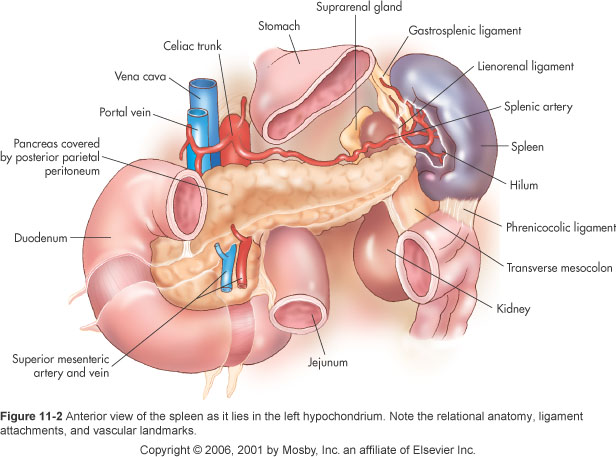 Suprarenal gland
Stomach
Gastrosplenic ligament
Celiac trunk
Lienorenal ligament
Vena cava
Splenic artery
Portal vein
Spleen
Pancreas covered
by posterior parietal
peritoneum
Hilum
Phrenicocolic ligament
Duodenum
Transverse mesocolon
Kidney
Superior mesenteric
artery and vein
Jejunum
Figure 11-2 Anterior view of the spleen as it lies in the left hypochondrium. Note the relational anatomy, ligament
attachments, and vascular landmarks.
Copyright © 2006, 2001 by Mosby, Inc. an affiliate of Elsevier Inc.